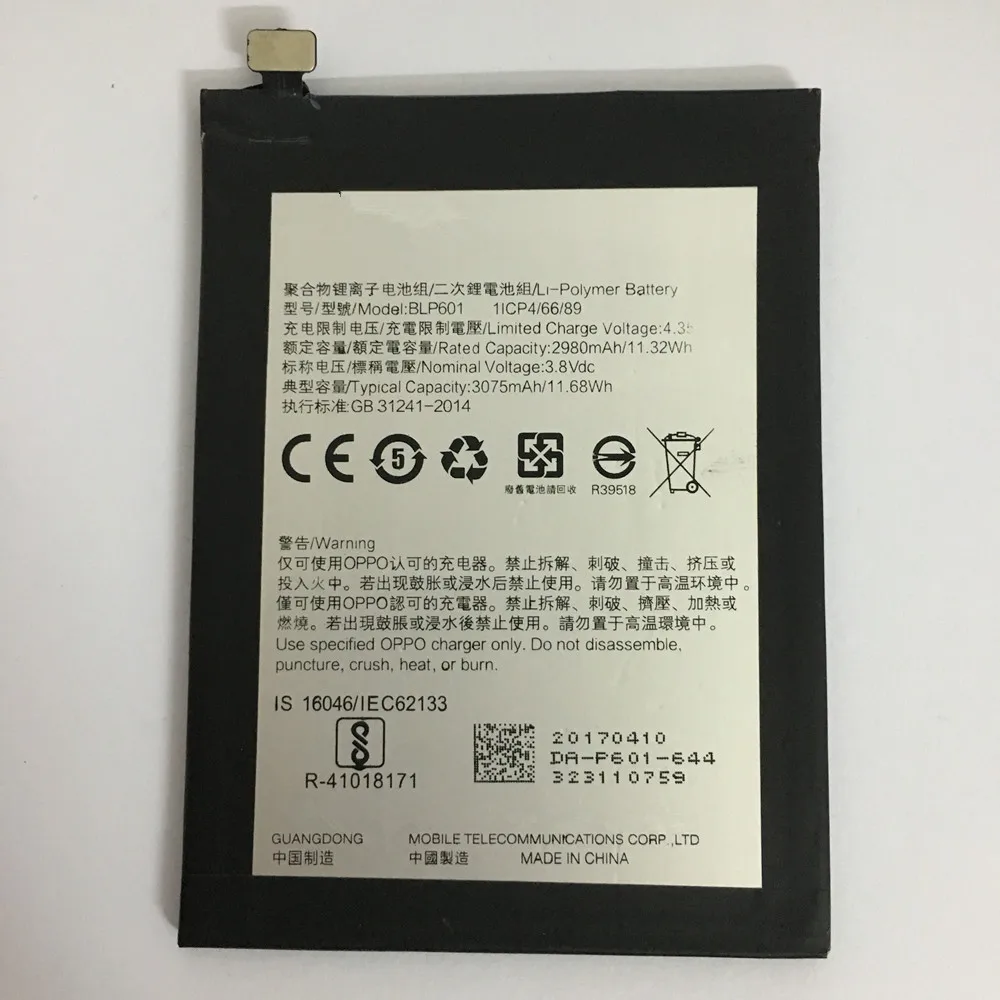 聚合物锂离子电池组/二次鋰電池組/Li-Polymer Battery
型号/型號/Model:BLP601 1ICP4/66/89
充电限制电压/充電限制電壓/Limited Charge Voltage:4.35
额定容量/額定電容量/Rated Capacity:2980mAh/11.32Wh
标称电压/標稱電壓/Nominal Voltage:3.8Vdc
典型容量/Typical Capacity:3075mAh/11.68Wh
执行标准:GB 31241-2014
CE 5
廢舊電池請回收 R39518
警告/Warning
仅可使用OPPO认可的充电器。禁止拆解、刺破、撞击、挤压或
投入火中。若出现鼓胀或浸水后禁止使用。请勿置于高温环境中。
僅可使用OPPO認可的充電器。禁止拆解、刺破、擠壓、加熱或
燃燒。若出現鼓脹或浸水後禁止使用。請勿置于高溫環境中。
Use specified OPPO charger only. Do not disassemble,
puncture, crush, heat, or burn.
IS 16046/IEC62133
R-41018171
20170410
DA-P601-644
323110759
GUANGDONG MOBILE TELECOMMUNICATIONS CORP.,LTD
中国制造 中國製造 MADE IN CHINA